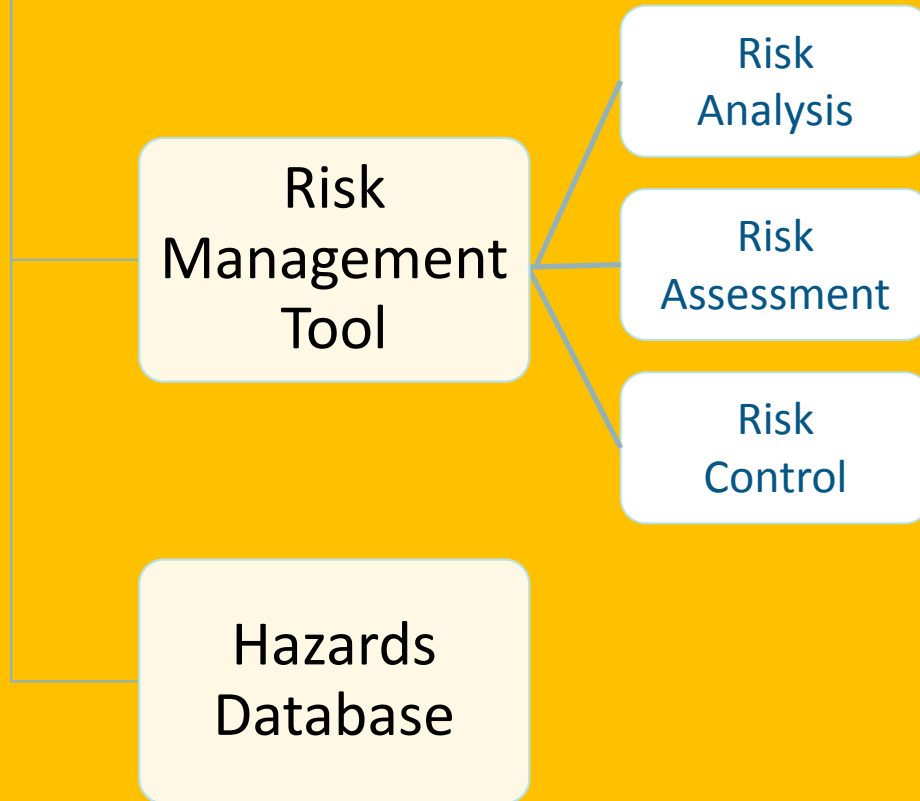 Risk
Management
Tool
Risk
Analysis
Risk
Assessment
Risk
Control
Hazards
Database